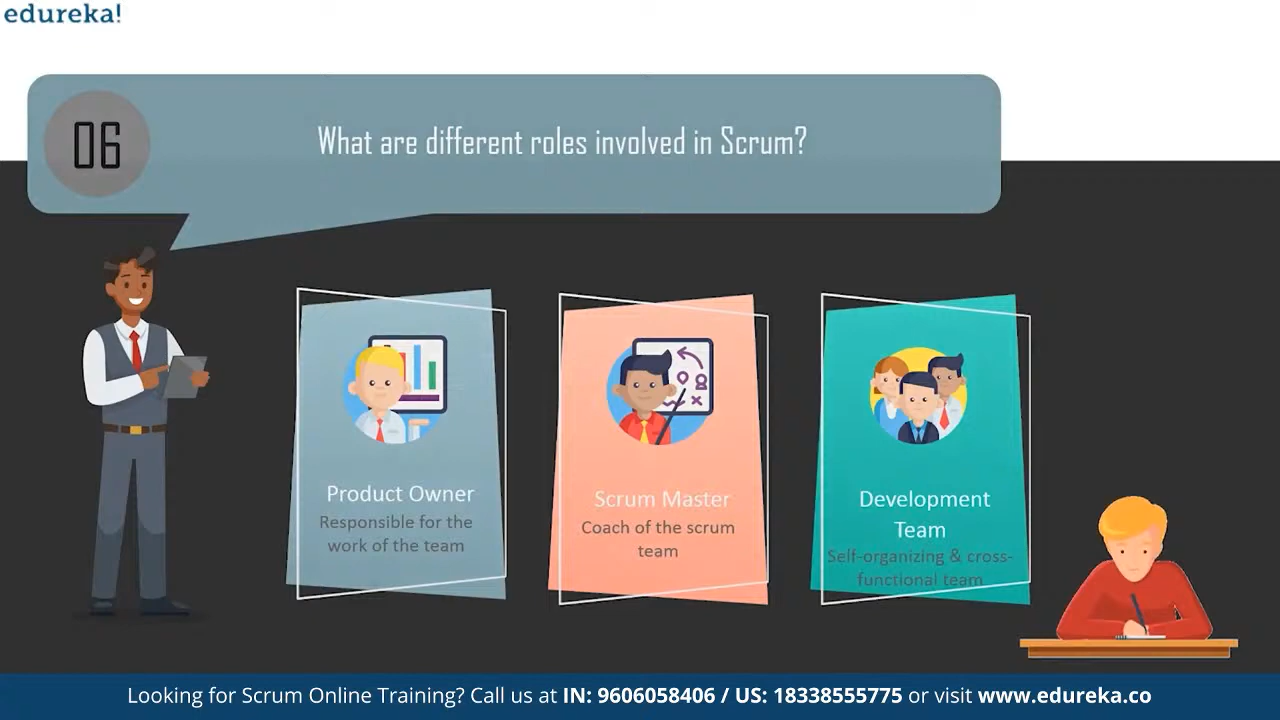 edureka!
06
What are different roles involved in Scrum?
Product Owner
Responsible for the
work of the team
Scrum Master
Coach of the scrum
team
Development
Team
Self-organizing & cross-
functional team
Looking for Scrum Online Training? Call us at IN: 9606058406 / US: 18338555775 or visit www.edureka.co